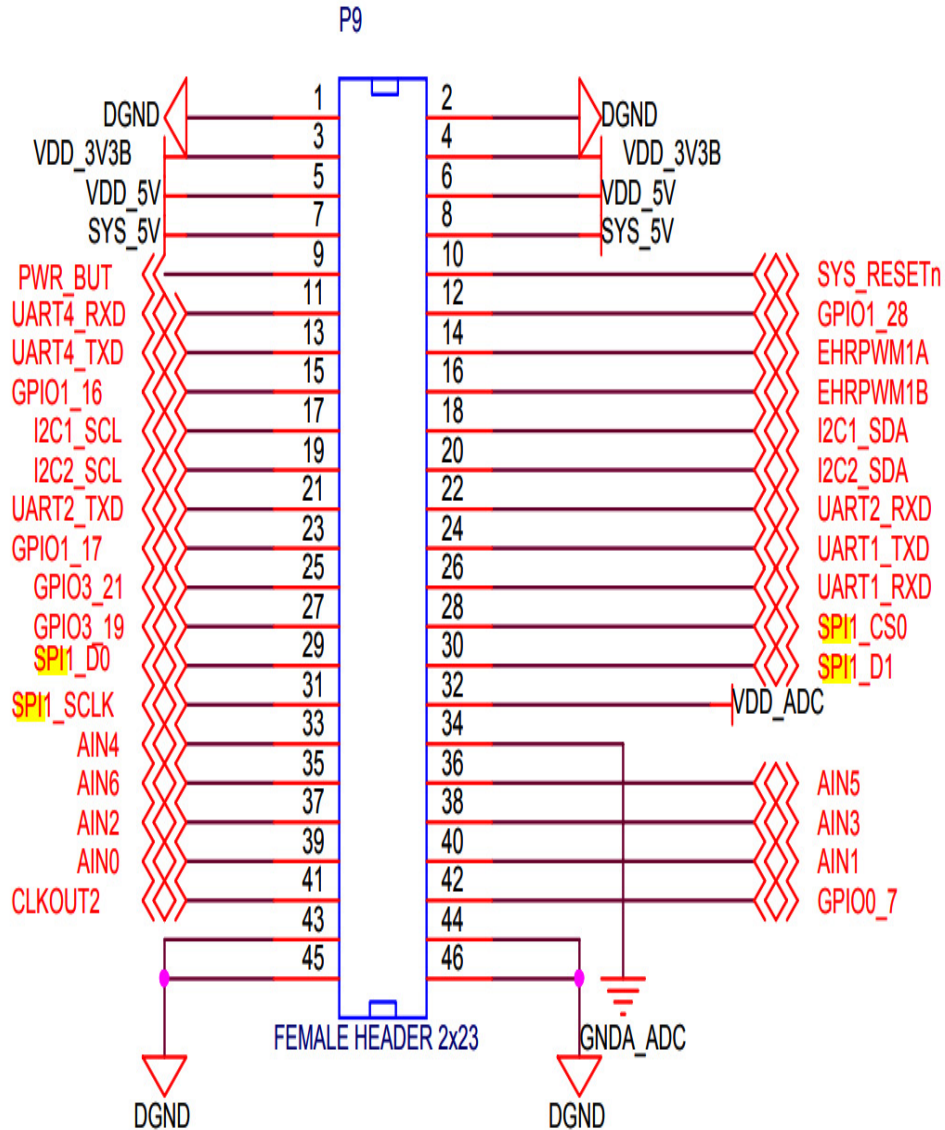 P9
DGND 1 2 DGND
VDD_3V3B 3 4 VDD_3V3B
VDD_5V 5 6 VDD_5V
SYS_5V 7 8 SYS_5V
PWR_BUT 9 10 SYS_RESETn
UART4_RXD 11 12 GPIO1_28
UART4_TXD 13 14 EHRPWM1A
GPIO1_16 15 16 EHRPWM1B
I2C1_SCL 17 18 I2C1_SDA
I2C2_SCL 19 20 I2C2_SDA
UART2_TXD 21 22 UART2_RXD
GPIO1_17 23 24 UART1_TXD
GPIO3_21 25 26 UART1_RXD
GPIO3_19 27 28 SPI1_CS0
SPI1_D0 29 30 SPI1_D1
SPI1_SCLK 31 32 VDD_ADC
AIN4 33 34
AIN6 35 36 AIN5
AIN2 37 38 AIN3
AIN0 39 40 AIN1
CLKOUT2 41 42 GPIO0_7
43 44
45 46
FEMALE HEADER 2x23 GNDA_ADC
DGND DGND